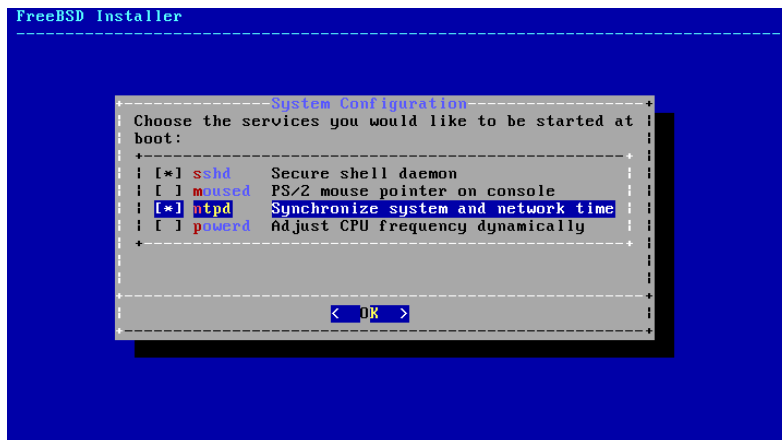 FreeBSD Installer
System Configuration
Choose the services you would like to be started at
boot:
[*] sshd Secure shell daemon
[ ] moused PS/2 mouse pointer on console
[*] ntpd Synchronize system and network time
[ ] powerd Adjust CPU frequency dynamically
< OK >